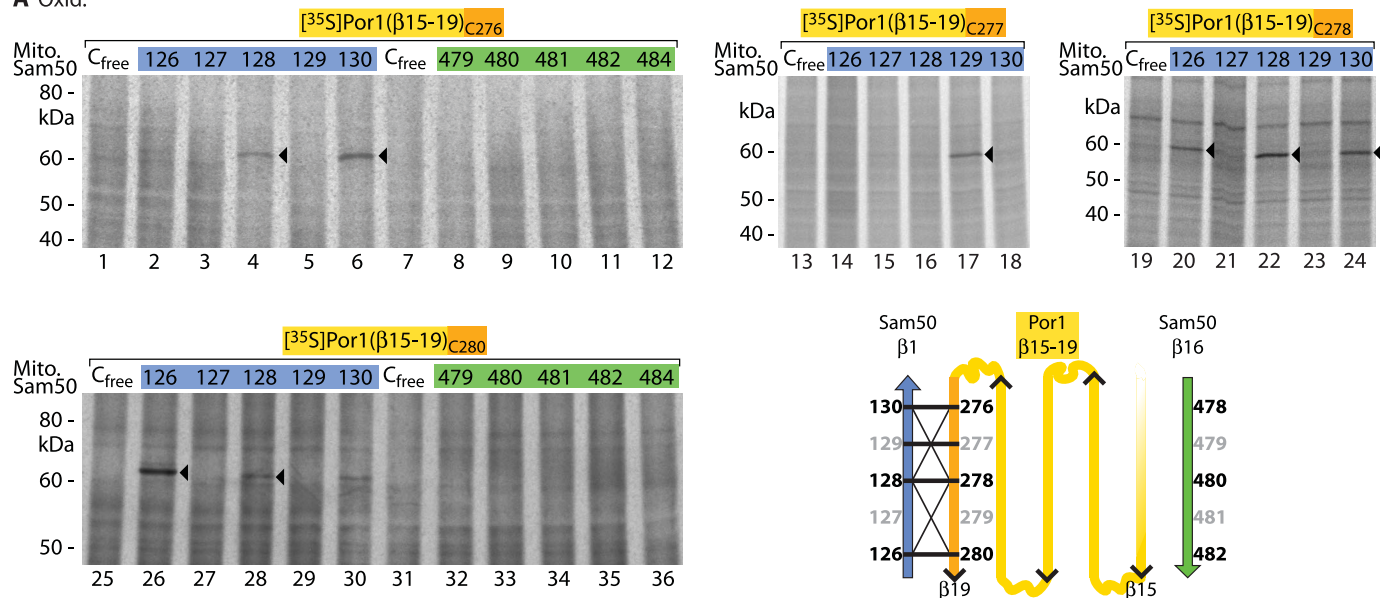 A Oxid.
[³⁵S]Por1(β15-19)C276
Mito. Cfree 126 127 128 129 130 Cfree 479 480 481 482 484
Sam50
80 -
kDa
60 -
50 -
40 -
1 2 3 4 5 6 7 8 9 10 11 12
[³⁵S]Por1(β15-19)C277
Mito. Cfree 126 127 128 129 130
Sam50
kDa
60 -
50 -
40 -
13 14 15 16 17 18
[³⁵S]Por1(β15-19)C278
Mito. Cfree 126 127 128 129 130
Sam50
kDa
60 -
50 -
40 -
19 20 21 22 23 24
[³⁵S]Por1(β15-19)C280
Mito. Cfree 126 127 128 129 130 Cfree 479 480 481 482 484
Sam50
80 -
kDa
60 -
50 -
25 26 27 28 29 30 31 32 33 34 35 36
Sam50 Por1 Sam50
β1 β15-19 β16
130 276 478
129 277 479
128 278 480
127 279 481
126 280 482
β19 β15